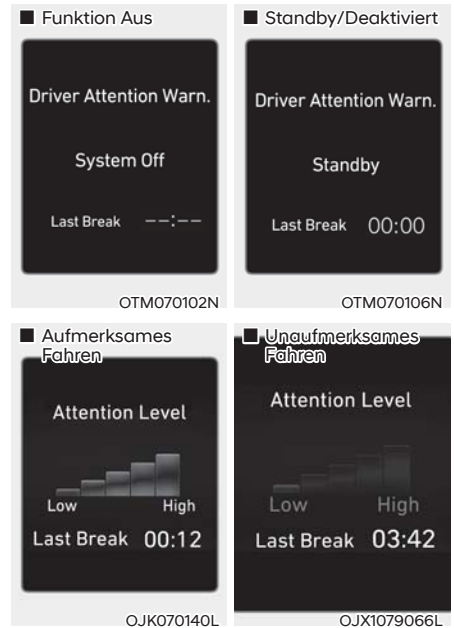 ■ Funktion Aus
Driver Attention Warn.
System Off
Last Break --:--
OTM070102N
■ Standby/Deaktiviert
Driver Attention Warn.
Standby
Last Break 00:00
OTM070106N
■ Aufmerksames
Fahren
Attention Level
Low High
Last Break 00:12
OJK070140L
■ Unaufmerksames
Fahren
Attention Level
Low High
Last Break 03:42
OJX1079066L